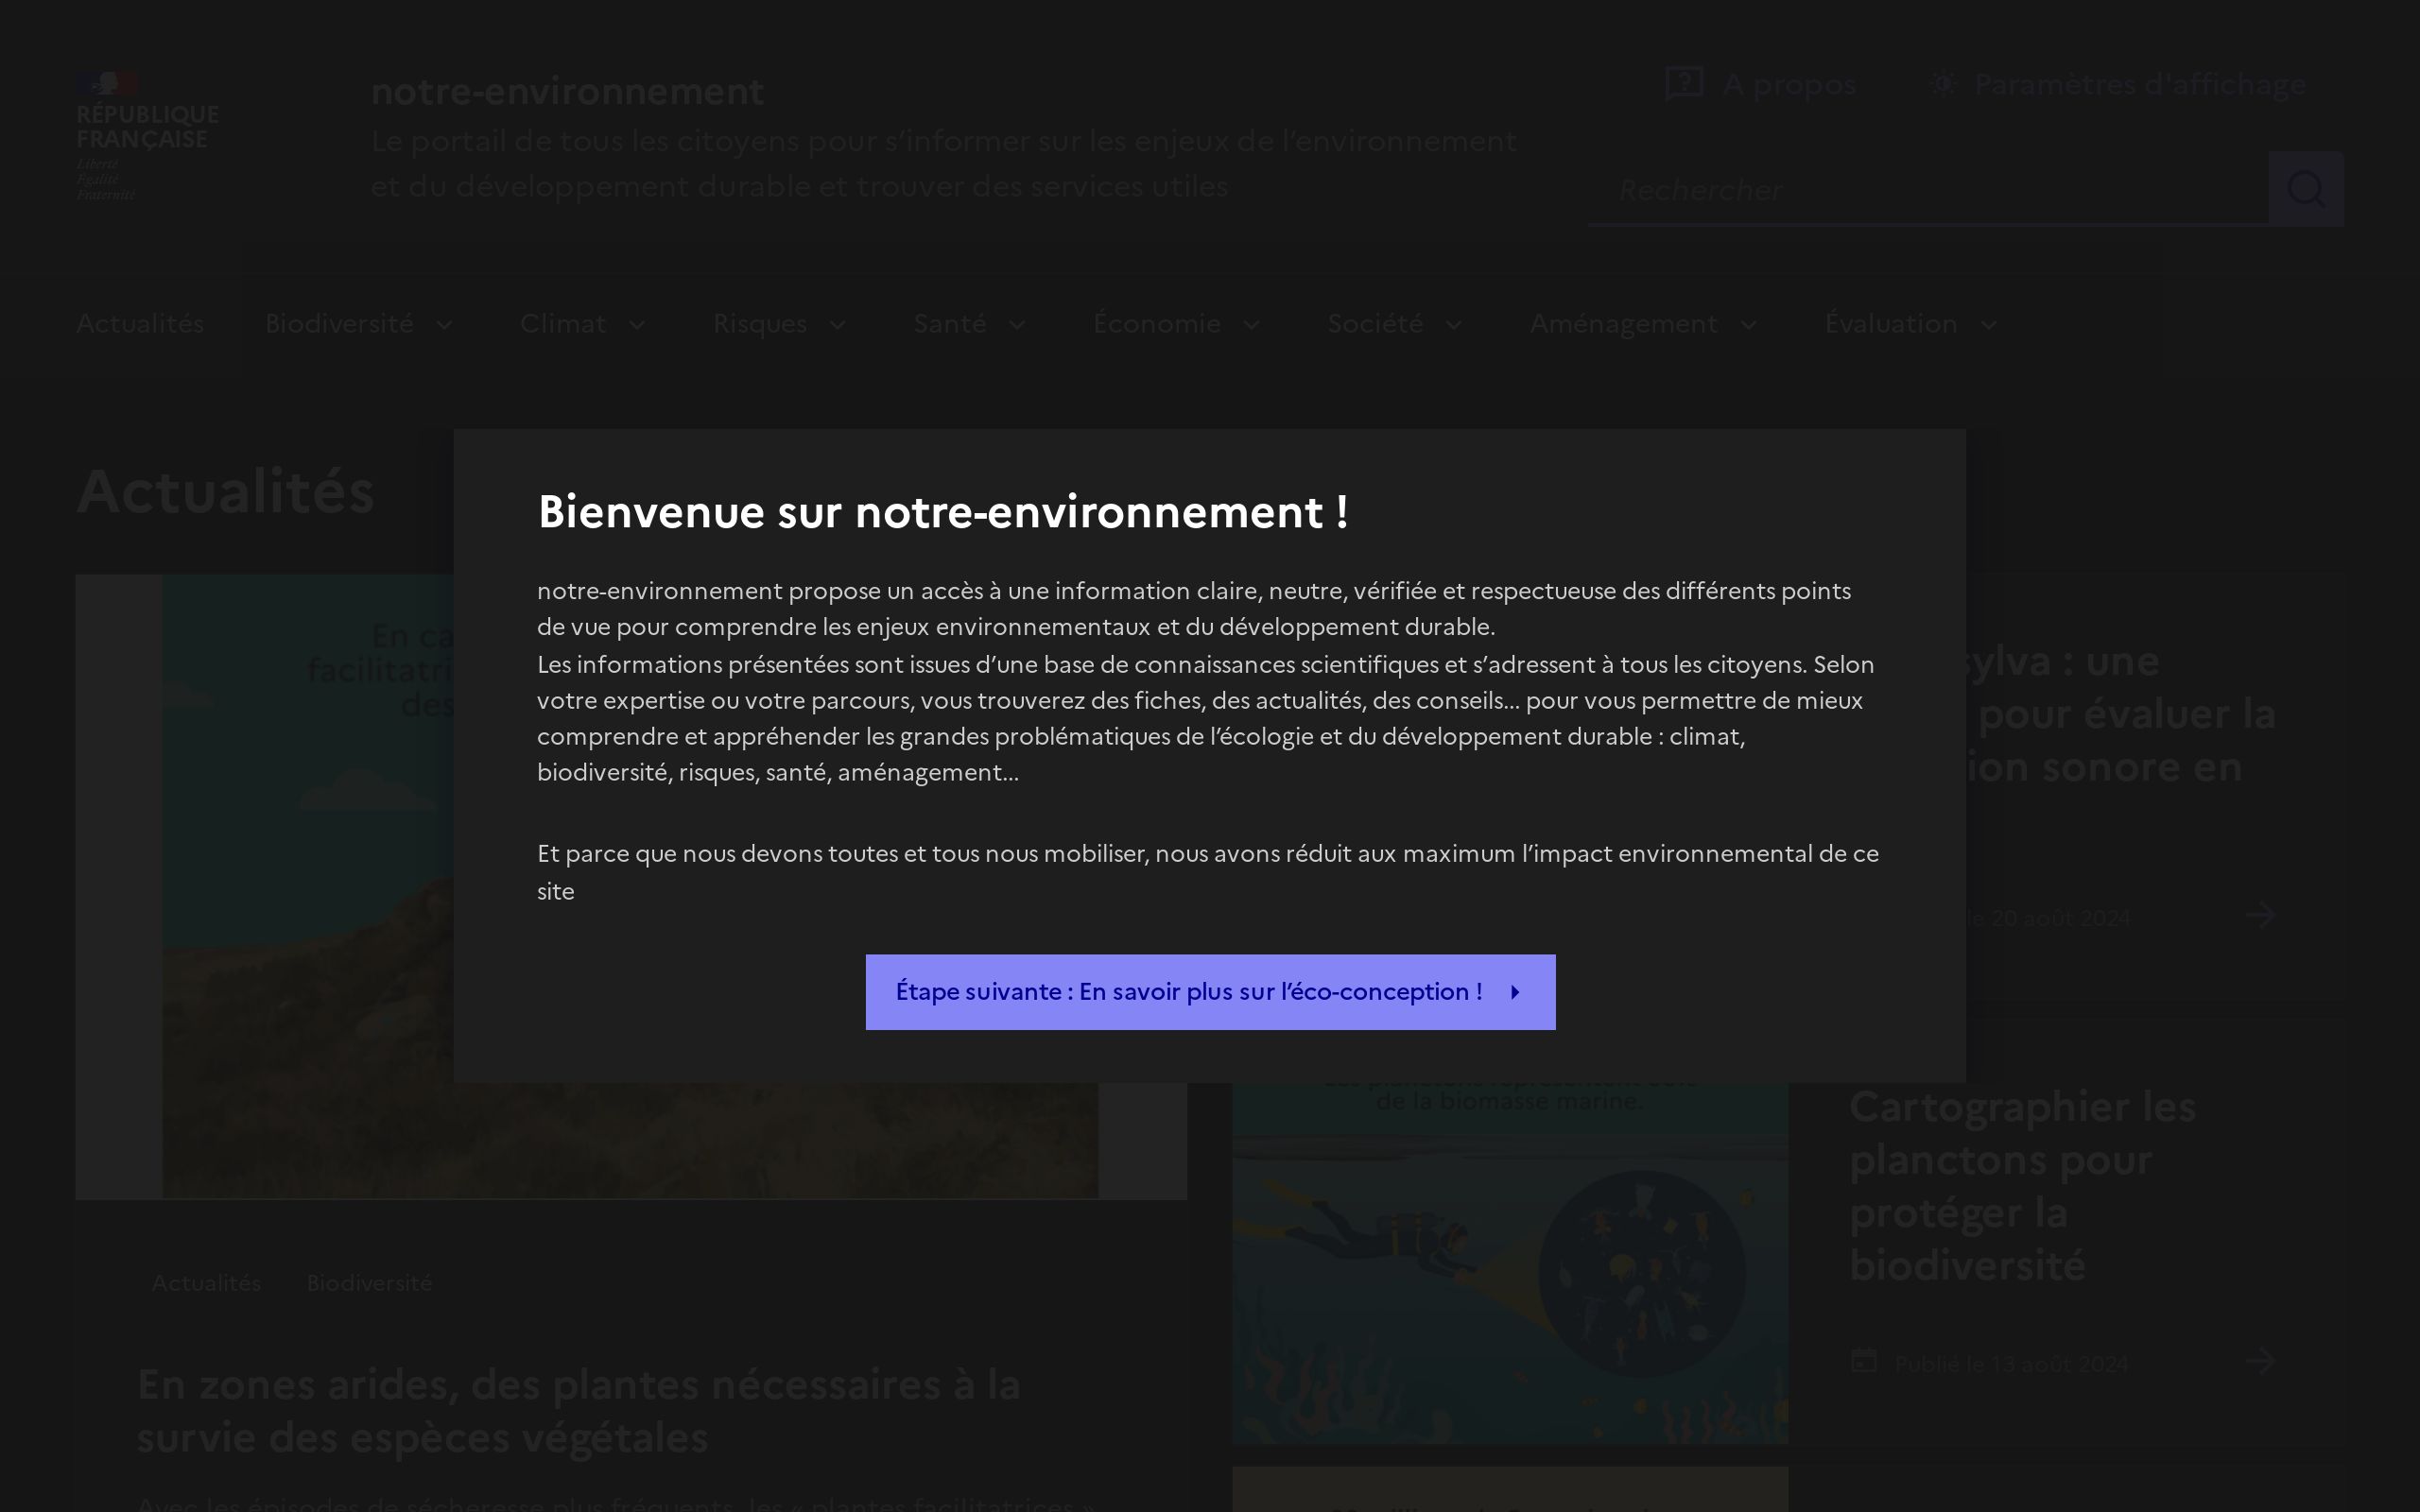 RÉPUBLIQUE
FRANÇAISE
Liberté
Égalité
Fraternité
notre-environnement
Le portail de tous les citoyens pour s’informer sur les enjeux de l’environnement
et du développement durable et trouver des services utiles
A propos
Paramètres d'affichage
Rechercher
Actualités
Biodiversité
Climat
Risques
Santé
Économie
Société
Aménagement
Évaluation
Actualités
Bienvenue sur notre-environnement !
notre-environnement propose un accès à une information claire, neutre, vérifiée et respectueuse des différents points
de vue pour comprendre les enjeux environnementaux et du développement durable.
Les informations présentées sont issues d’une base de connaissances scientifiques et s’adressent à tous les citoyens. Selon
votre expertise ou votre parcours, vous trouverez des fiches, des actualités, des conseils... pour vous permettre de mieux
comprendre et appréhender les grandes problématiques de l’écologie et du développement durable : climat,
biodiversité, risques, santé, aménagement...
Et parce que nous devons toutes et tous nous mobiliser, nous avons réduit aux maximum l’impact environnemental de ce
site
Étape suivante : En savoir plus sur l’éco-conception !
En ca
facilitatri
des
sylva : une
pour évaluer la
ion sonore en
le 20 août 2024
Actualités
Biodiversité
En zones arides, des plantes nécessaires à la
survie des espèces végétales
Avec les épisodes de sécheresse plus fréquents, les « plantes facilitatrices »
de la biomasse marine.
Cartographier les
planctons pour
protéger la
biodiversité
Publié le 13 août 2024